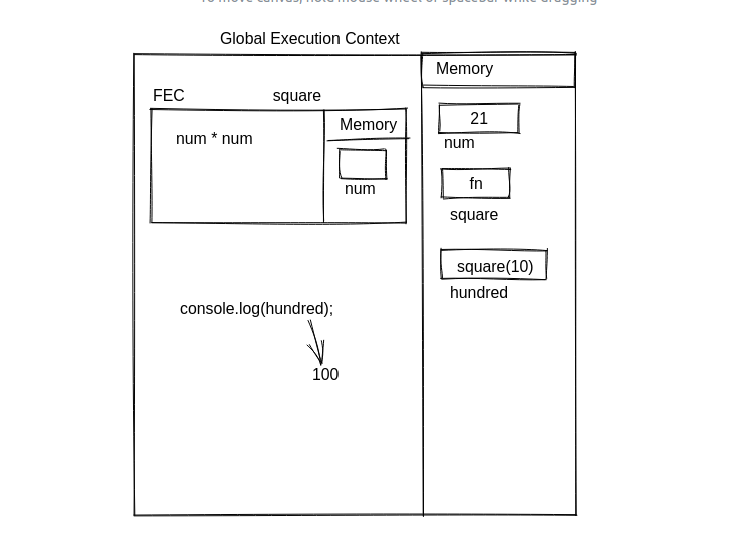 To move canvas, hold mouse wheel or spacebar while dragging
Global Execution Context
Memory
FEC
square
num * num
Memory
num
21
num
fn
square
square(10)
hundred
console.log(hundred);
100